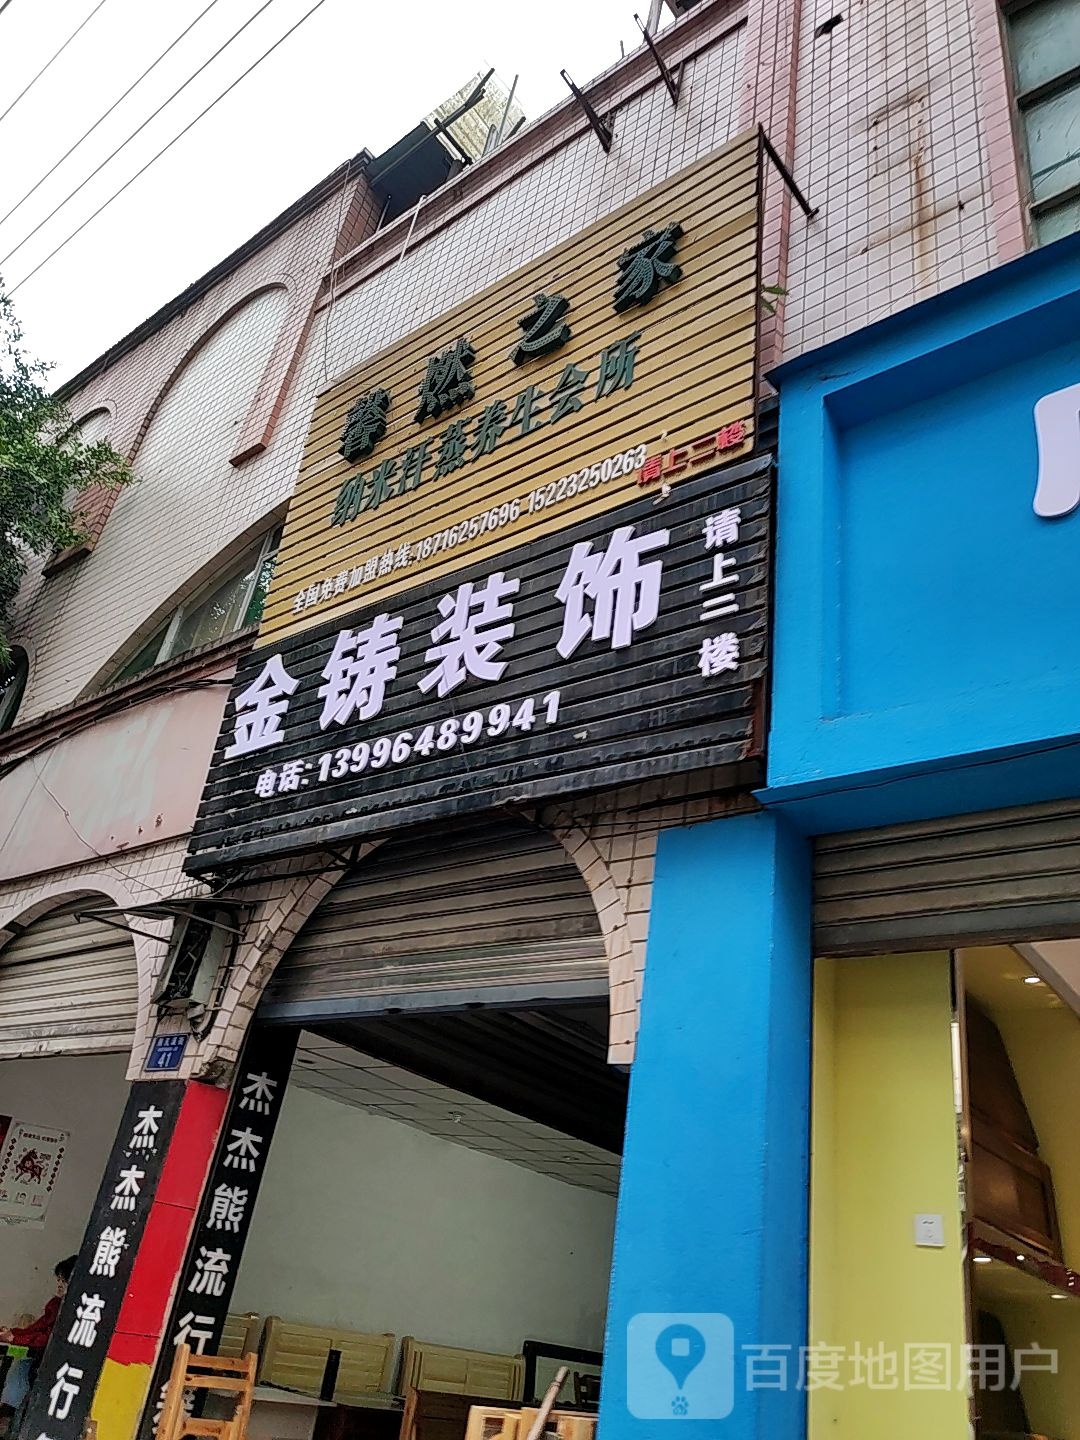 馨燃之家
纳米汗蒸养生会所
全国免费加盟热线:18716257696 15223250263
请上二楼
金铸装饰
请上二楼
电话:13996489941
41
杰杰熊流行
杰杰熊流行
百度地图用户